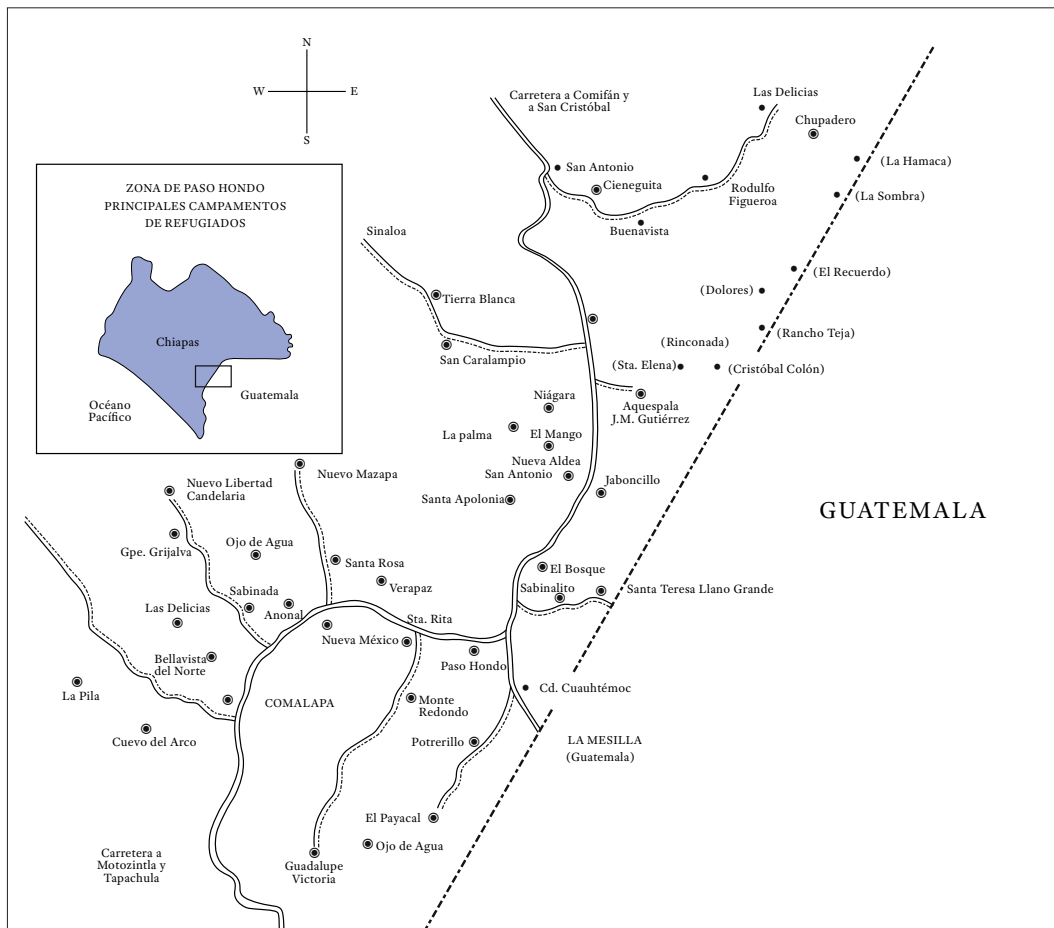 N
W
E
S
Carretera a Comifán y
a San Cristóbal
Las Delicias
Chupadero
(La Hamaca)
San Antonio
Cieneguita
Rodulfo
Figueroa
(La Sombra)
Buenavista
ZONA DE PASO HONDO
PRINCIPALES CAMPAMENTOS
DE REFUGIADOS
Chiapas
Guatemala
Océano
Pacífico
Sinaloa
Tierra Blanca
San Caralampio
(El Recuerdo)
(Dolores)
(Rancho Teja)
(Rinconada)
(Sta. Elena)
(Cristóbal Colón)
Niágara
Aquespala
J.M. Gutiérrez
La palma
El Mango
Nueva Aldea
San Antonio
Jaboncillo
Santa Apolonia
GUATEMALA
Nuevo Mazapa
Nuevo Libertad
Candelaria
Gpe. Grijalva
Ojo de Agua
Santa Rosa
Verapaz
El Bosque
Sabinalito
Santa Teresa Llano Grande
Sabinada
Anonal
Las Delicias
Sta. Rita
Nueva México
Paso Hondo
Bellavista
del Norte
La Pila
COMALAPA
Monte
Redondo
Cd. Cuauhtémoc
Cuevo del Arco
Potrerillo
LA MESILLA
(Guatemala)
El Payacal
Ojo de Agua
Guadalupe
Victoria
Carretera a
Motozintla y
Tapachula